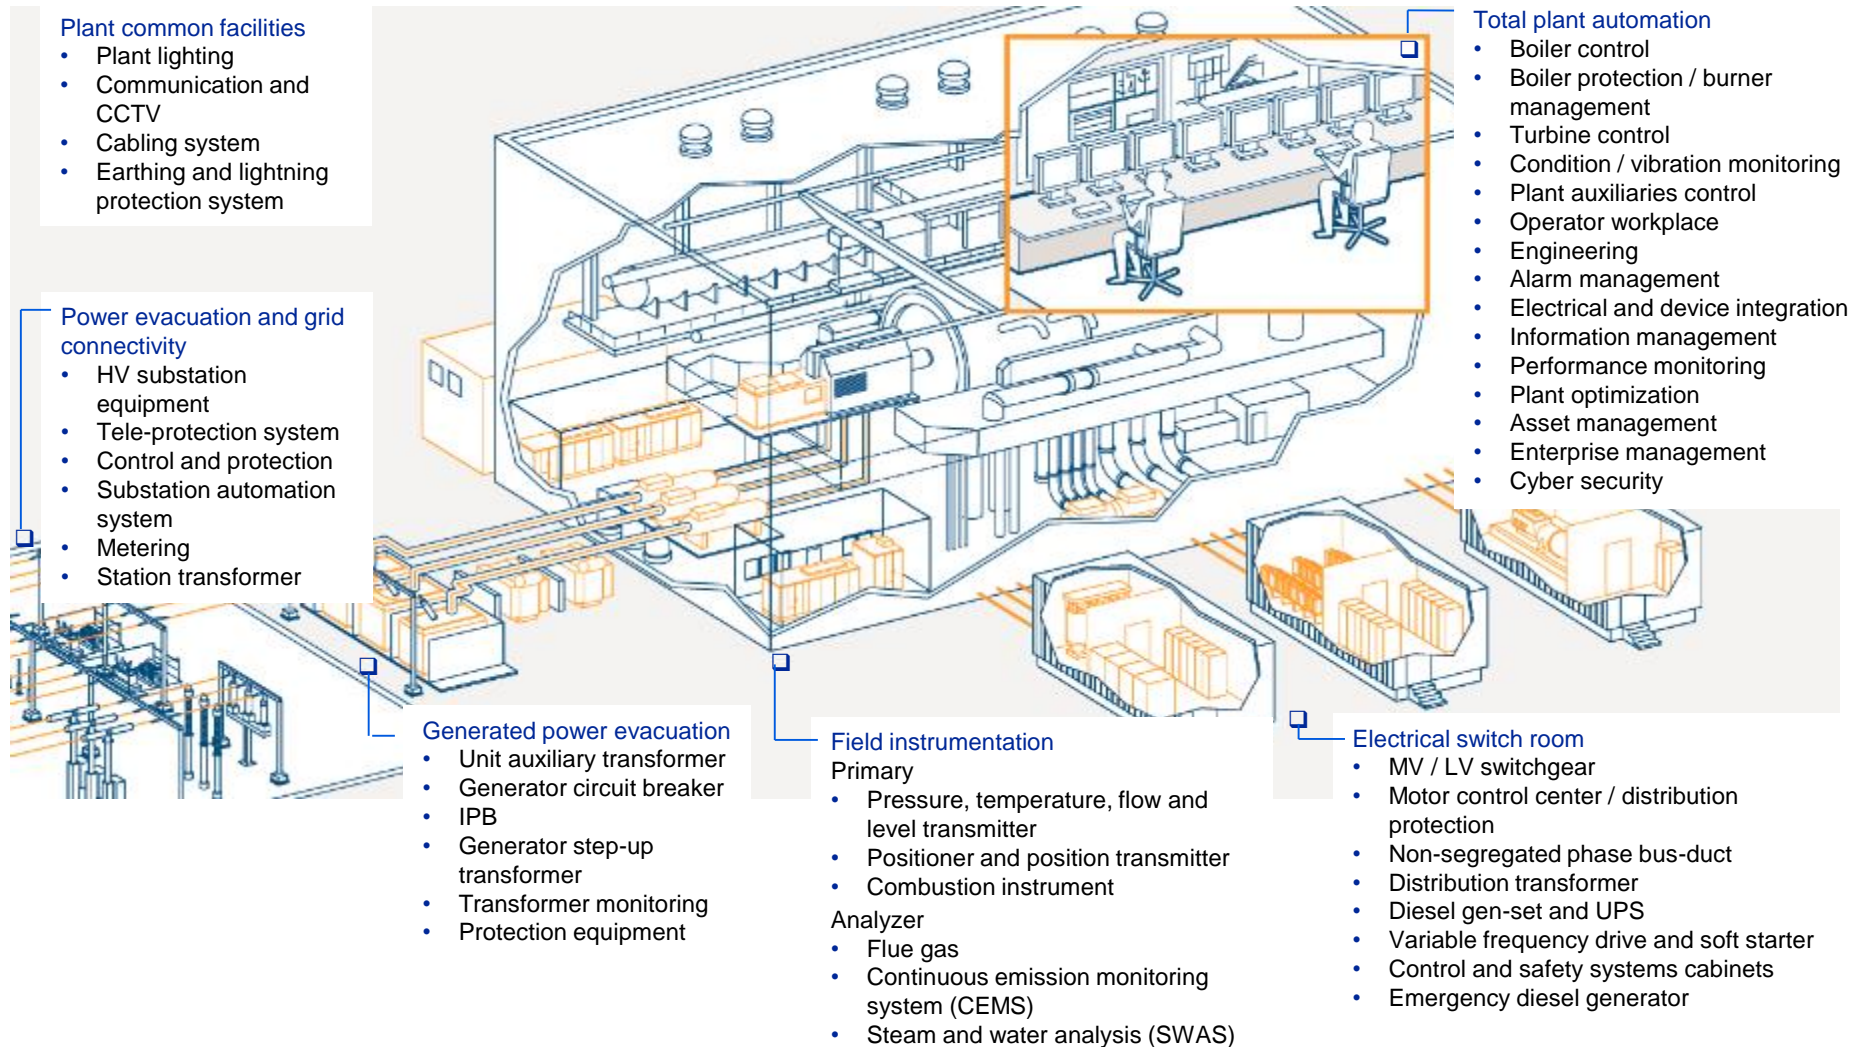 Plant common facilities
• Plant lighting
• Communication and
CCTV
• Cabling system
• Earthing and lightning
protection system
Power evacuation and grid
connectivity
• HV substation
equipment
• Tele-protection system
• Control and protection
• Substation automation
system
• Metering
• Station transformer
Generated power evacuation
• Unit auxiliary transformer
• Generator circuit breaker
• IPB
• Generator step-up
transformer
• Transformer monitoring
• Protection equipment
Field instrumentation
Primary
• Pressure, temperature, flow and
level transmitter
• Positioner and position transmitter
• Combustion instrument
Analyzer
• Flue gas
• Continuous emission monitoring
system (CEMS)
• Steam and water analysis (SWAS)
Total plant automation
• Boiler control
• Boiler protection / burner
management
• Turbine control
• Condition / vibration monitoring
• Plant auxiliaries control
• Operator workplace
• Engineering
• Alarm management
• Electrical and device integration
• Information management
• Performance monitoring
• Plant optimization
• Asset management
• Enterprise management
• Cyber security
Electrical switch room
• MV / LV switchgear
• Motor control center / distribution
protection
• Non-segregated phase bus-duct
• Distribution transformer
• Diesel gen-set and UPS
• Variable frequency drive and soft starter
• Control and safety systems cabinets
• Emergency diesel generator